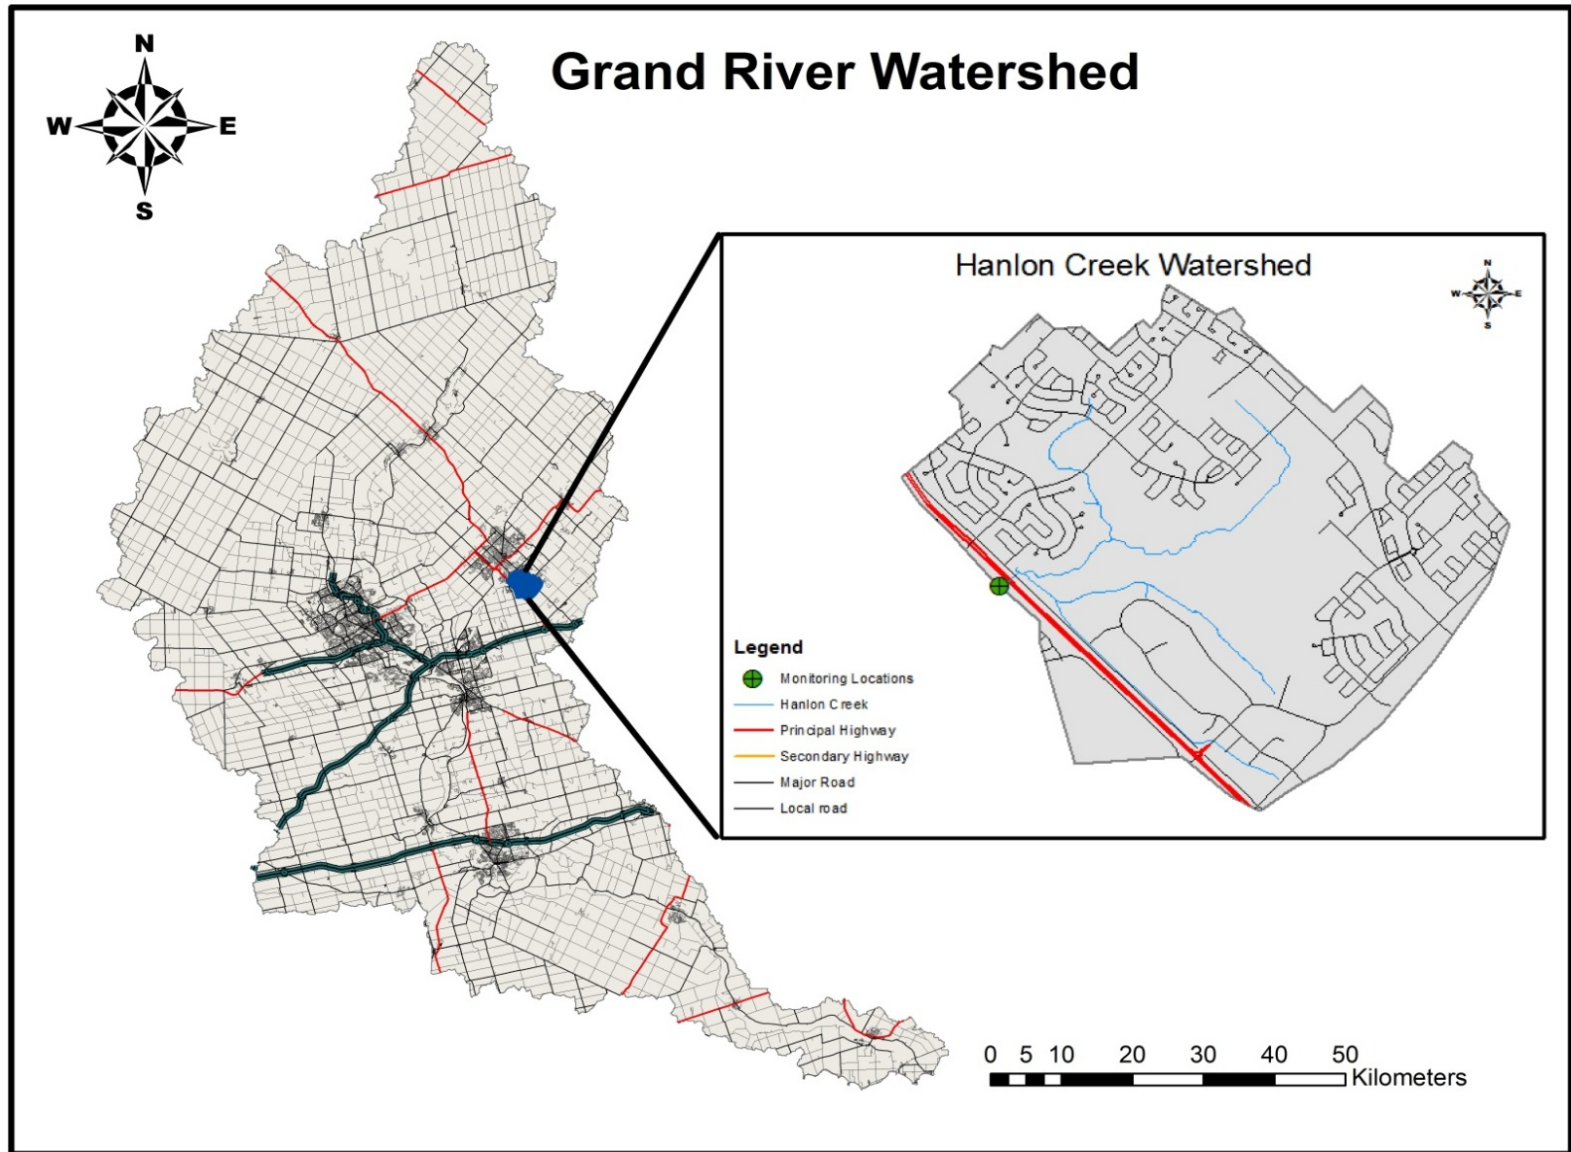 Grand River Watershed
N
W E
S
Hanlon Creek Watershed
N
W E
S
Legend
Monitoring Locations
Hanlon Creek
Principal Highway
Secondary Highway
Major Road
Local road
0 5 10 20 30 40 50
Kilometers